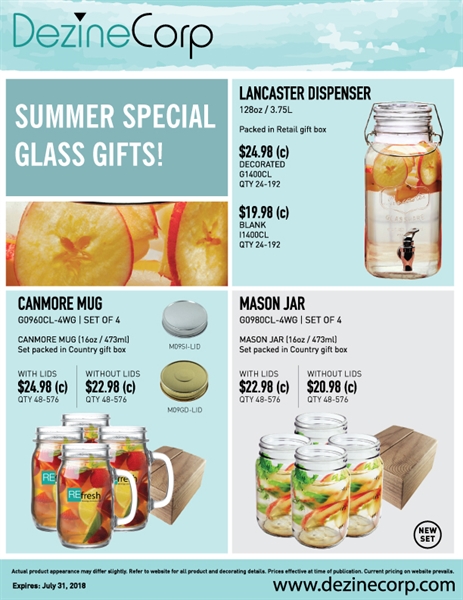 DezineCorp
SUMMER SPECIAL
GLASS GIFTS!
LANCASTER DISPENSER
128oz / 3.75L
Packed in Retail gift box
$24.98 (c)
DECORATED
G1400CL
QTY 24-192
$19.98 (c)
BLANK
I1400CL
QTY 24-192
CANMORE MUG
G0960CL-4WG | SET OF 4
CANMORE MUG (16oz / 473ml)
Set packed in Country gift box
WITH LIDS
$24.98 (c)
QTY 48-576
WITHOUT LIDS
$22.98 (c)
QTY 48-576
M09SI-LID
M09GD-LID
REfresh
REfresh
MASON JAR
G0980CL-4WG | SET OF 4
MASON JAR (16oz / 473ml)
Set packed in Country gift box
WITH LIDS
$22.98 (c)
QTY 48-576
WITHOUT LIDS
$20.98 (c)
QTY 48-576
NEW
SET
Actual product appearance may differ slightly. Refer to website for all product and decorating details. Prices effective at time of publication. Current pricing on website prevails.
Expires: July 31, 2018
www.dezinecorp.com